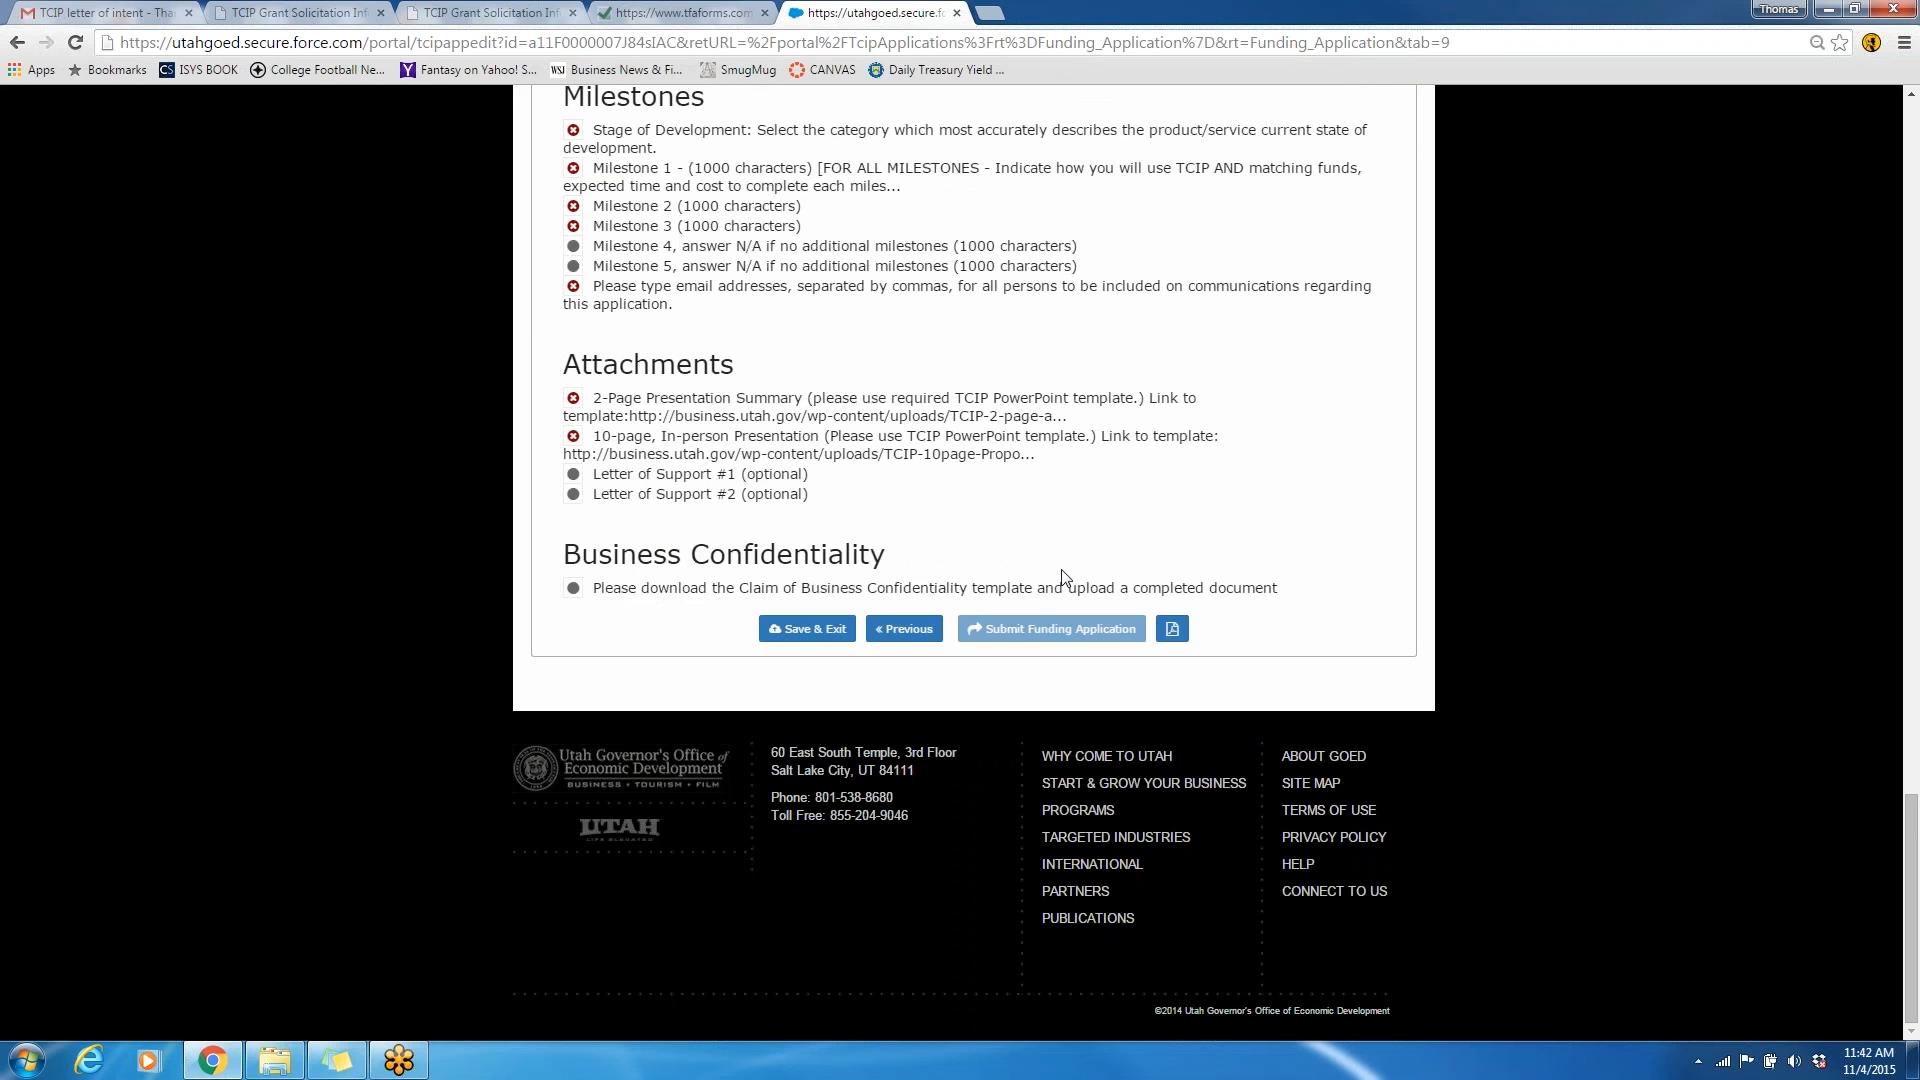 TCIP letter of intent - Tha
TCIP Grant Solicitation Inf
TCIP Grant Solicitation Inf
https://www.tfaforms.com
https://utahgoed.secure.fo
Thomas
https://utahgoed.secure.force.com/portal/tcipappedit?id=a11F0000007J84sIAC&retURL=%2Fportal%2FTcipApplications%3Frt%3DFunding_Application%7D&rt=Funding_Application&tab=9
Apps
Bookmarks
ISYS BOOK
College Football Ne...
Fantasy on Yahoo! S...
Business News & Fi...
SmugMug
CANVAS
Daily Treasury Yield ...
Milestones
Stage of Development: Select the category which most accurately describes the product/service current state of
development.
Milestone 1 - (1000 characters) [FOR ALL MILESTONES - Indicate how you will use TCIP AND matching funds,
expected time and cost to complete each miles...
Milestone 2 (1000 characters)
Milestone 3 (1000 characters)
Milestone 4, answer N/A if no additional milestones (1000 characters)
Milestone 5, answer N/A if no additional milestones (1000 characters)
Please type email addresses, separated by commas, for all persons to be included on communications regarding
this application.
Attachments
2-Page Presentation Summary (please use required TCIP PowerPoint template.) Link to
template:http://business.utah.gov/wp-content/uploads/TCIP-2-page-a...
10-page, In-person Presentation (Please use TCIP PowerPoint template.) Link to template:
http://business.utah.gov/wp-content/uploads/TCIP-10page-Propo...
Letter of Support #1 (optional)
Letter of Support #2 (optional)
Business Confidentiality
Please download the Claim of Business Confidentiality template and upload a completed document
Save & Exit
« Previous
Submit Funding Application
Utah Governor's Office of
Economic Development
BUSINESS • TOURISM • FILM
UTAH
LIFE ELEVATED
60 East South Temple, 3rd Floor
Salt Lake City, UT 84111
Phone: 801-538-8680
Toll Free: 855-204-9046
WHY COME TO UTAH
START & GROW YOUR BUSINESS
PROGRAMS
TARGETED INDUSTRIES
INTERNATIONAL
PARTNERS
PUBLICATIONS
ABOUT GOED
SITE MAP
TERMS OF USE
PRIVACY POLICY
HELP
CONNECT TO US
©2014 Utah Governor's Office of Economic Development
11:42 AM
11/4/2015